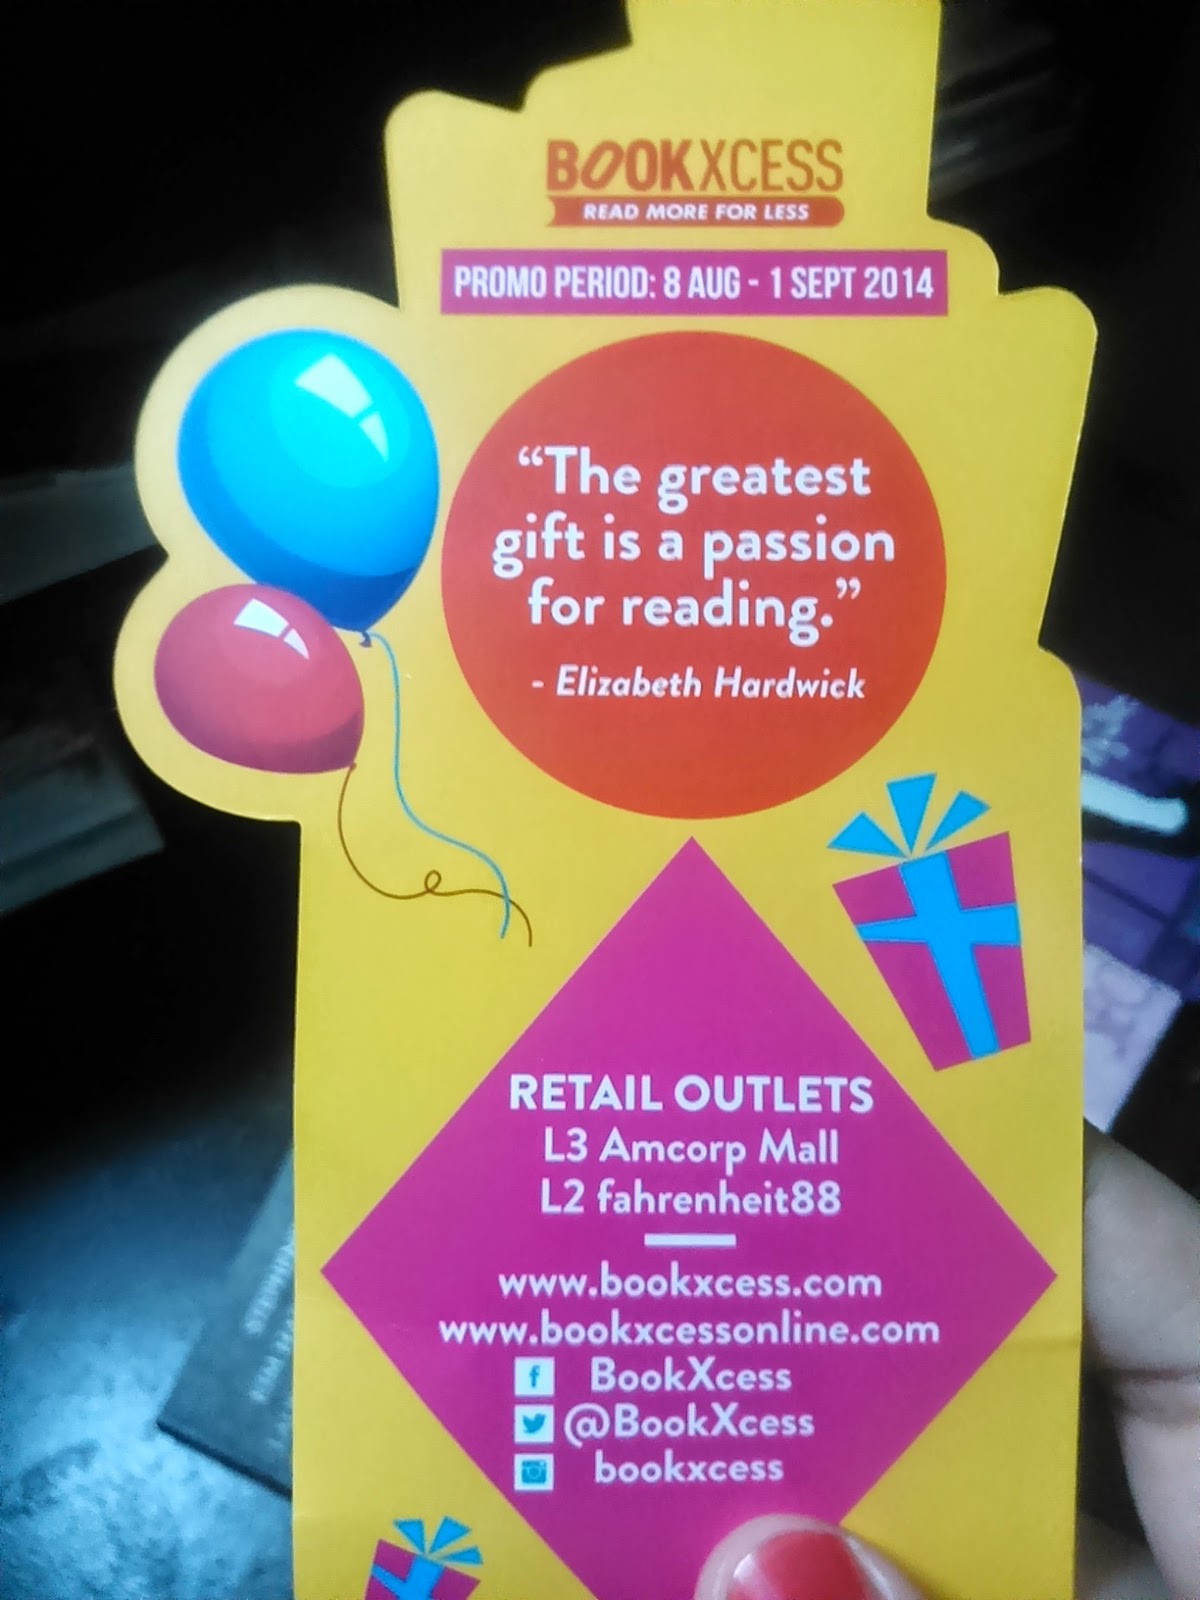 BOOKXCESS
READ MORE FOR LESS
PROMO PERIOD: 8 AUG - 1 SEPT 2014
“The greatest
gift is a passion
for reading.”
- Elizabeth Hardwick
RETAIL OUTLETS
L3 Amcorp Mall
L2 fahrenheit88
www.bookxcess.com
www.bookxcessonline.com
f BookXcess
@BookXcess
bookxcess